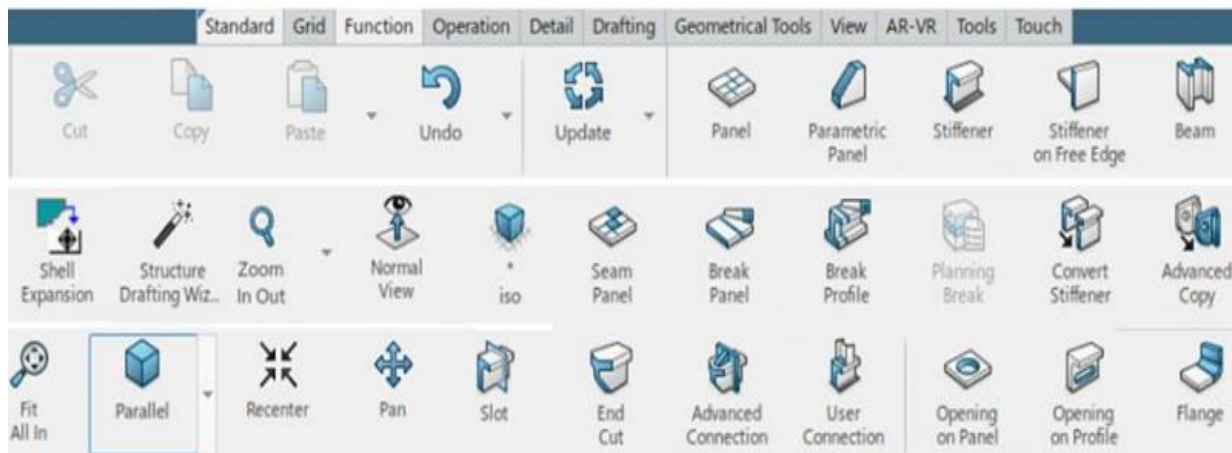 Standard Grid Function Operation Detail Drafting Geometrical Tools View AR-VR Tools Touch
Cut Copy Paste Undo Update Panel Parametric Panel Stiffener Stiffener on Free Edge Beam
Shell Expansion Structure Drafting Wiz... Zoom In Out Normal View * iso Seam Panel Break Panel Break Profile Planning Break Convert Stiffener Advanced Copy
Fit All In Parallel Recenter Pan Slot End Cut Advanced Connection User Connection Opening on Panel Opening on Profile Flange